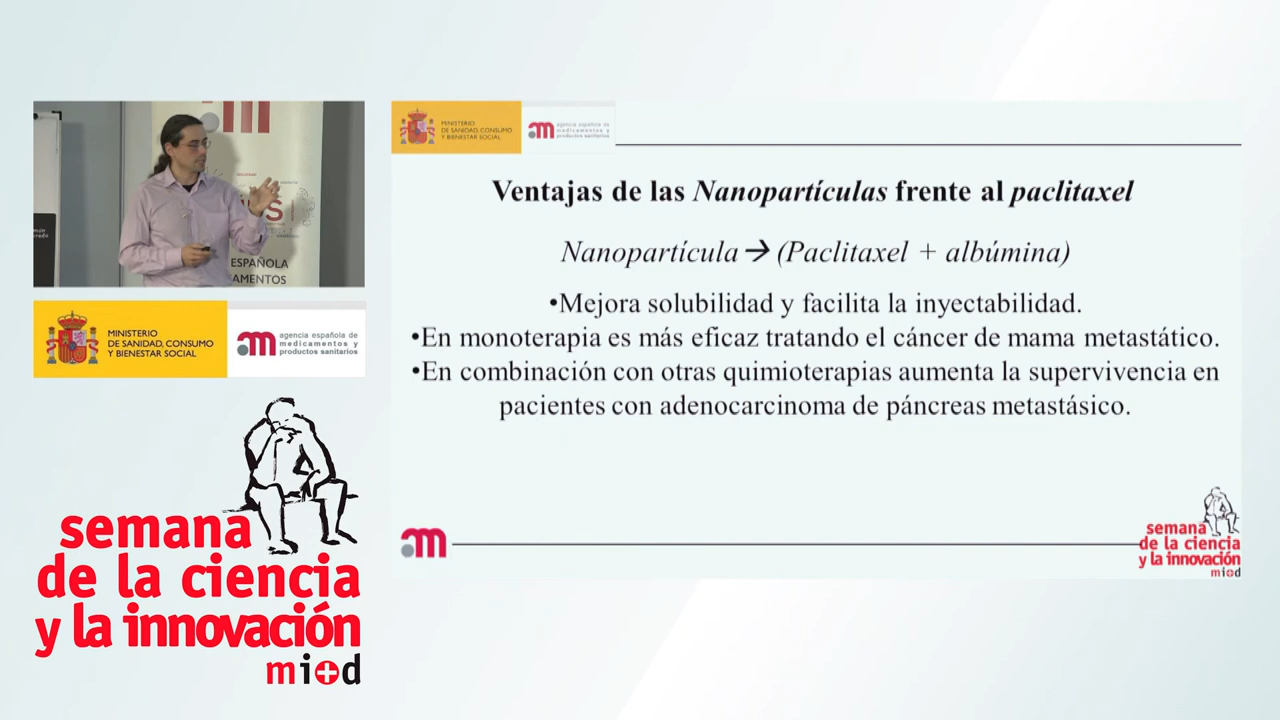 ESPAÑOLA
AMENTOS
MINISTERIO
DE SANIDAD, CONSUMO
Y BIENESTAR SOCIAL
agencia española de
medicamentos y
productos sanitarios
semana
de la ciencia
y la innovación
mi+d
MINISTERIO
DE SANIDAD, CONSUMO
Y BIENESTAR SOCIAL
agencia española de
medicamentos y
productos sanitarios
Ventajas de las Nanopartículas frente al paclitaxel
Nanopartícula→ (Paclitaxel + albúmina)
•Mejora solubilidad y facilita la inyectabilidad.
•En monoterapia es más eficaz tratando el cáncer de mama metastático.
•En combinación con otras quimioterapias aumenta la supervivencia en
pacientes con adenocarcinoma de páncreas metastásico.
semana
de la ciencia
y la innovación
mi+d